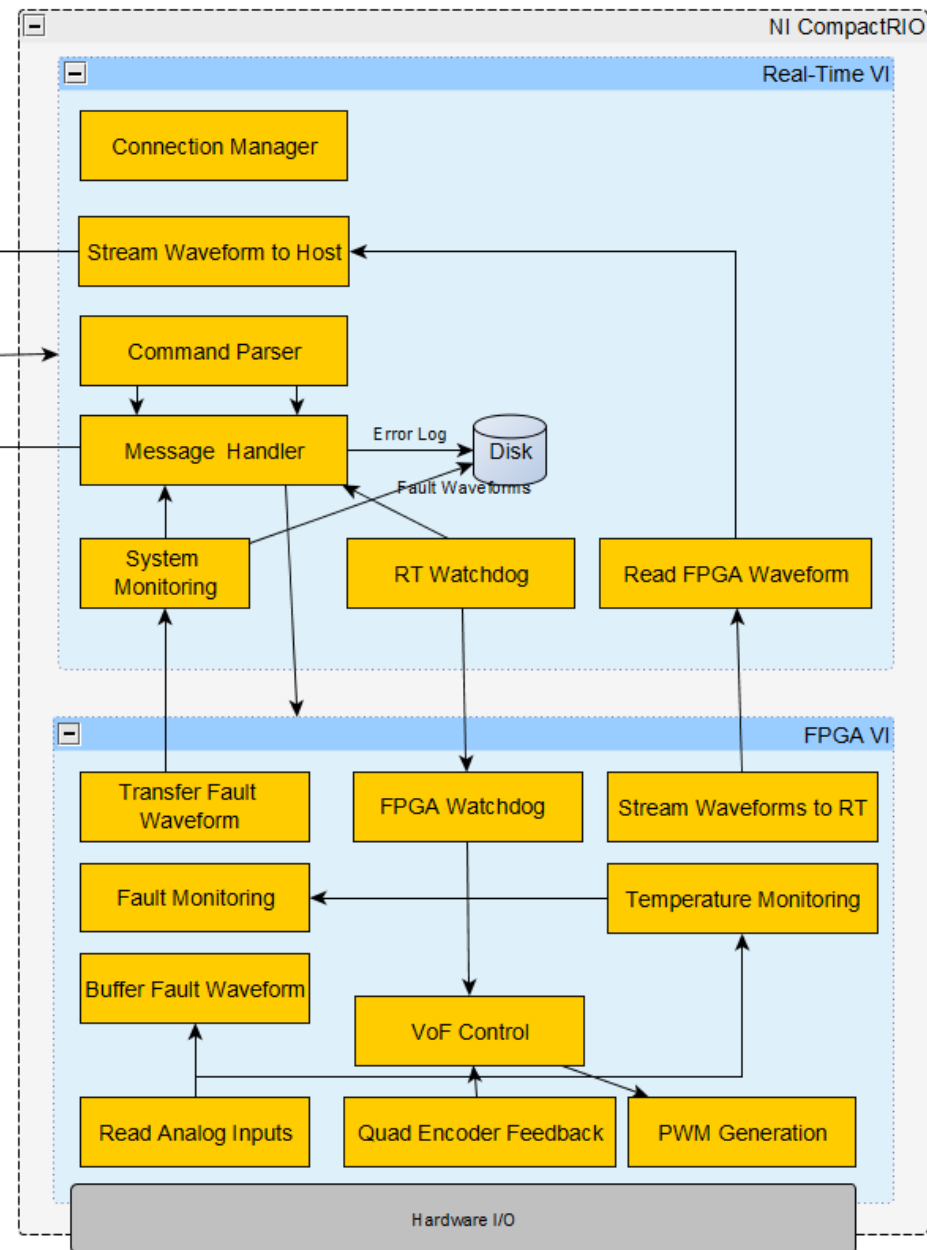 NI CompactRIO
Real-Time VI
Connection Manager
Stream Waveform to Host
Command Parser
Message Handler
Error Log
Disk
Fault Waveforms
System
Monitoring
RT Watchdog
Read FPGA Waveform
FPGA VI
Transfer Fault
Waveform
FPGA Watchdog
Stream Waveforms to RT
Fault Monitoring
Temperature Monitoring
Buffer Fault Waveform
VoF Control
Read Analog Inputs
Quad Encoder Feedback
PWM Generation
Hardware I/O